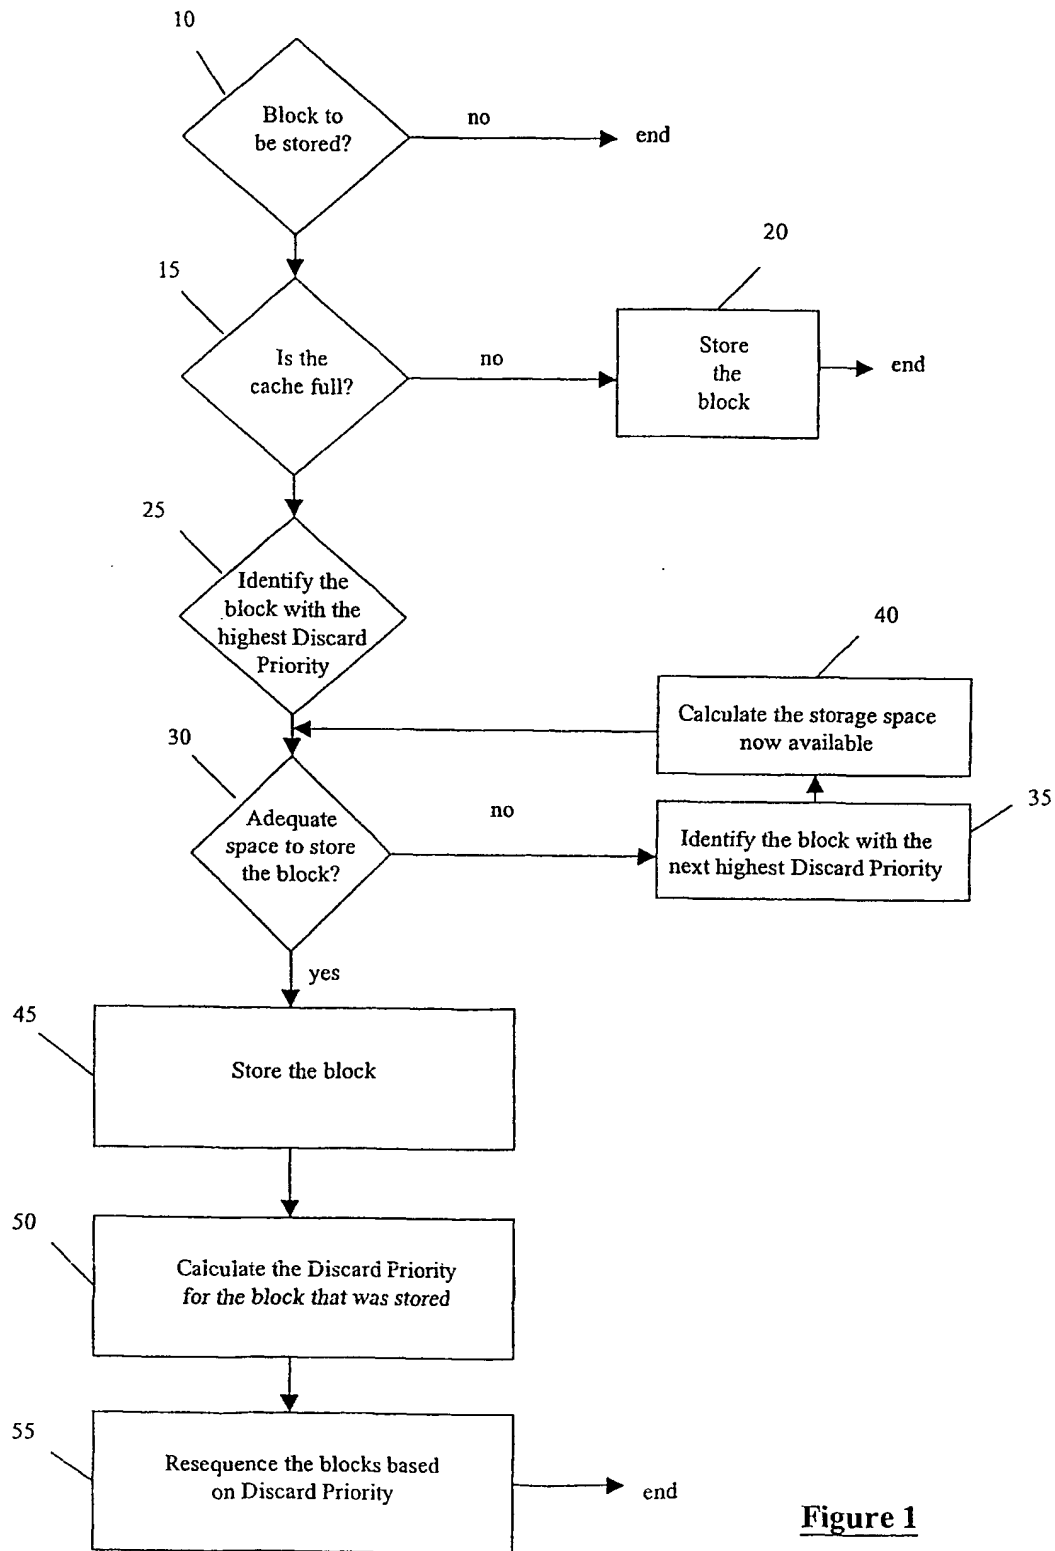 10
Block to
be stored?
no
end
15
Is the
cache full?
no
20
Store
the
block
end
25
Identify the
block with the
highest Discard
Priority
40
Calculate the storage space
now available
30
Adequate
space to store
the block?
no
35
Identify the block with the
next highest Discard Priority
yes
45
Store the block
50
Calculate the Discard Priority
for the block that was stored
55
Resequence the blocks based
on Discard Priority
end
Figure 1